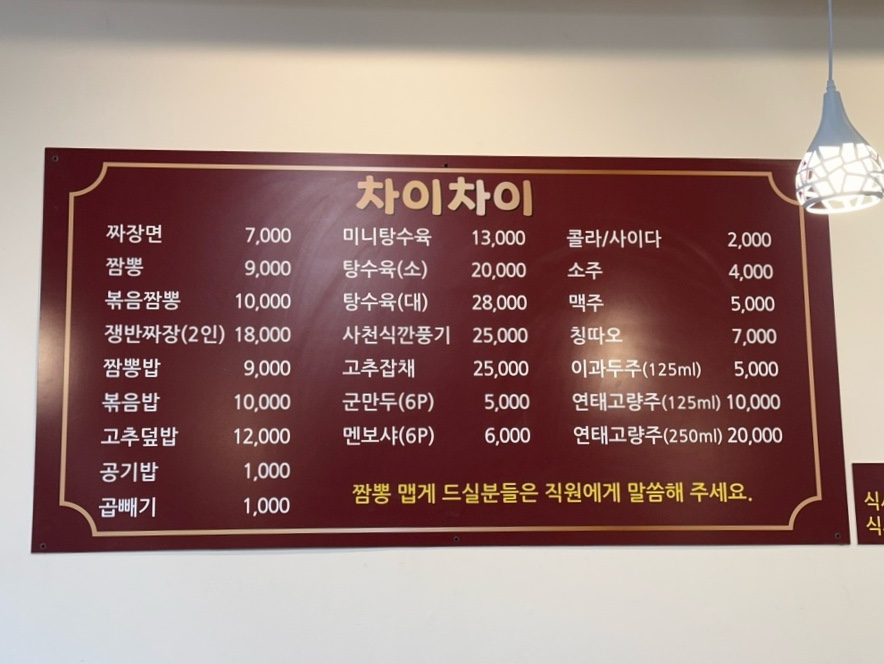 차이차이
짜장면 7,000
짬뽕 9,000
볶음짬뽕 10,000
쟁반짜장(2인) 18,000
짬뽕밥 9,000
볶음밥 10,000
고추덮밥 12,000
공기밥 1,000
곱빼기 1,000
미니탕수육 13,000
탕수육(소) 20,000
탕수육(대) 28,000
사천식깐풍기 25,000
고추잡채 25,000
군만두(6P) 5,000
멘보샤(6P) 6,000
콜라/사이다 2,000
소주 4,000
맥주 5,000
칭따오 7,000
이과두주(125ml) 5,000
연태고량주(125ml) 10,000
연태고량주(250ml) 20,000
짬뽕 맵게 드실분들은 직원에게 말씀해 주세요.